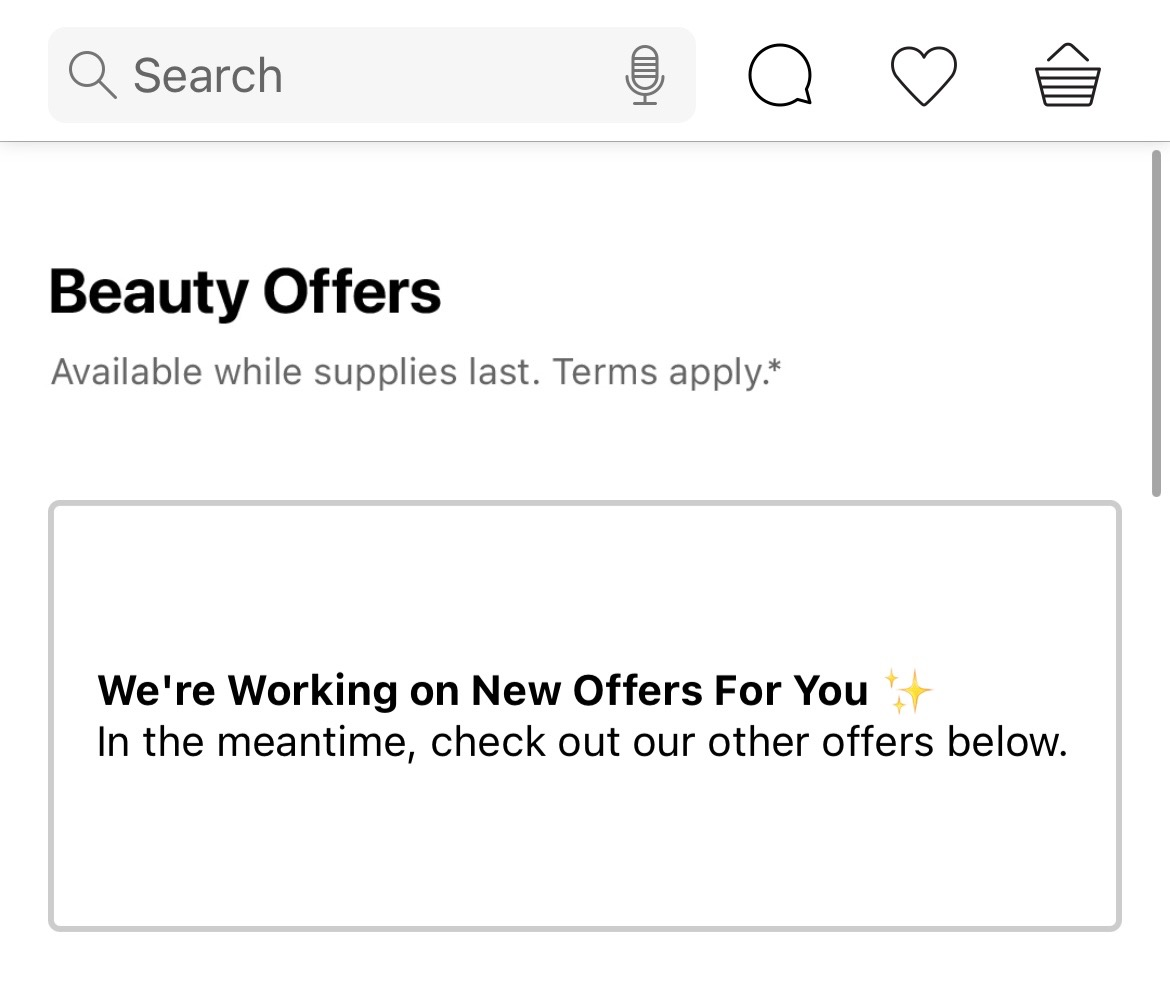 Search
Beauty Offers
Available while supplies last. Terms apply.*
We're Working on New Offers For You ✨
In the meantime, check out our other offers below.